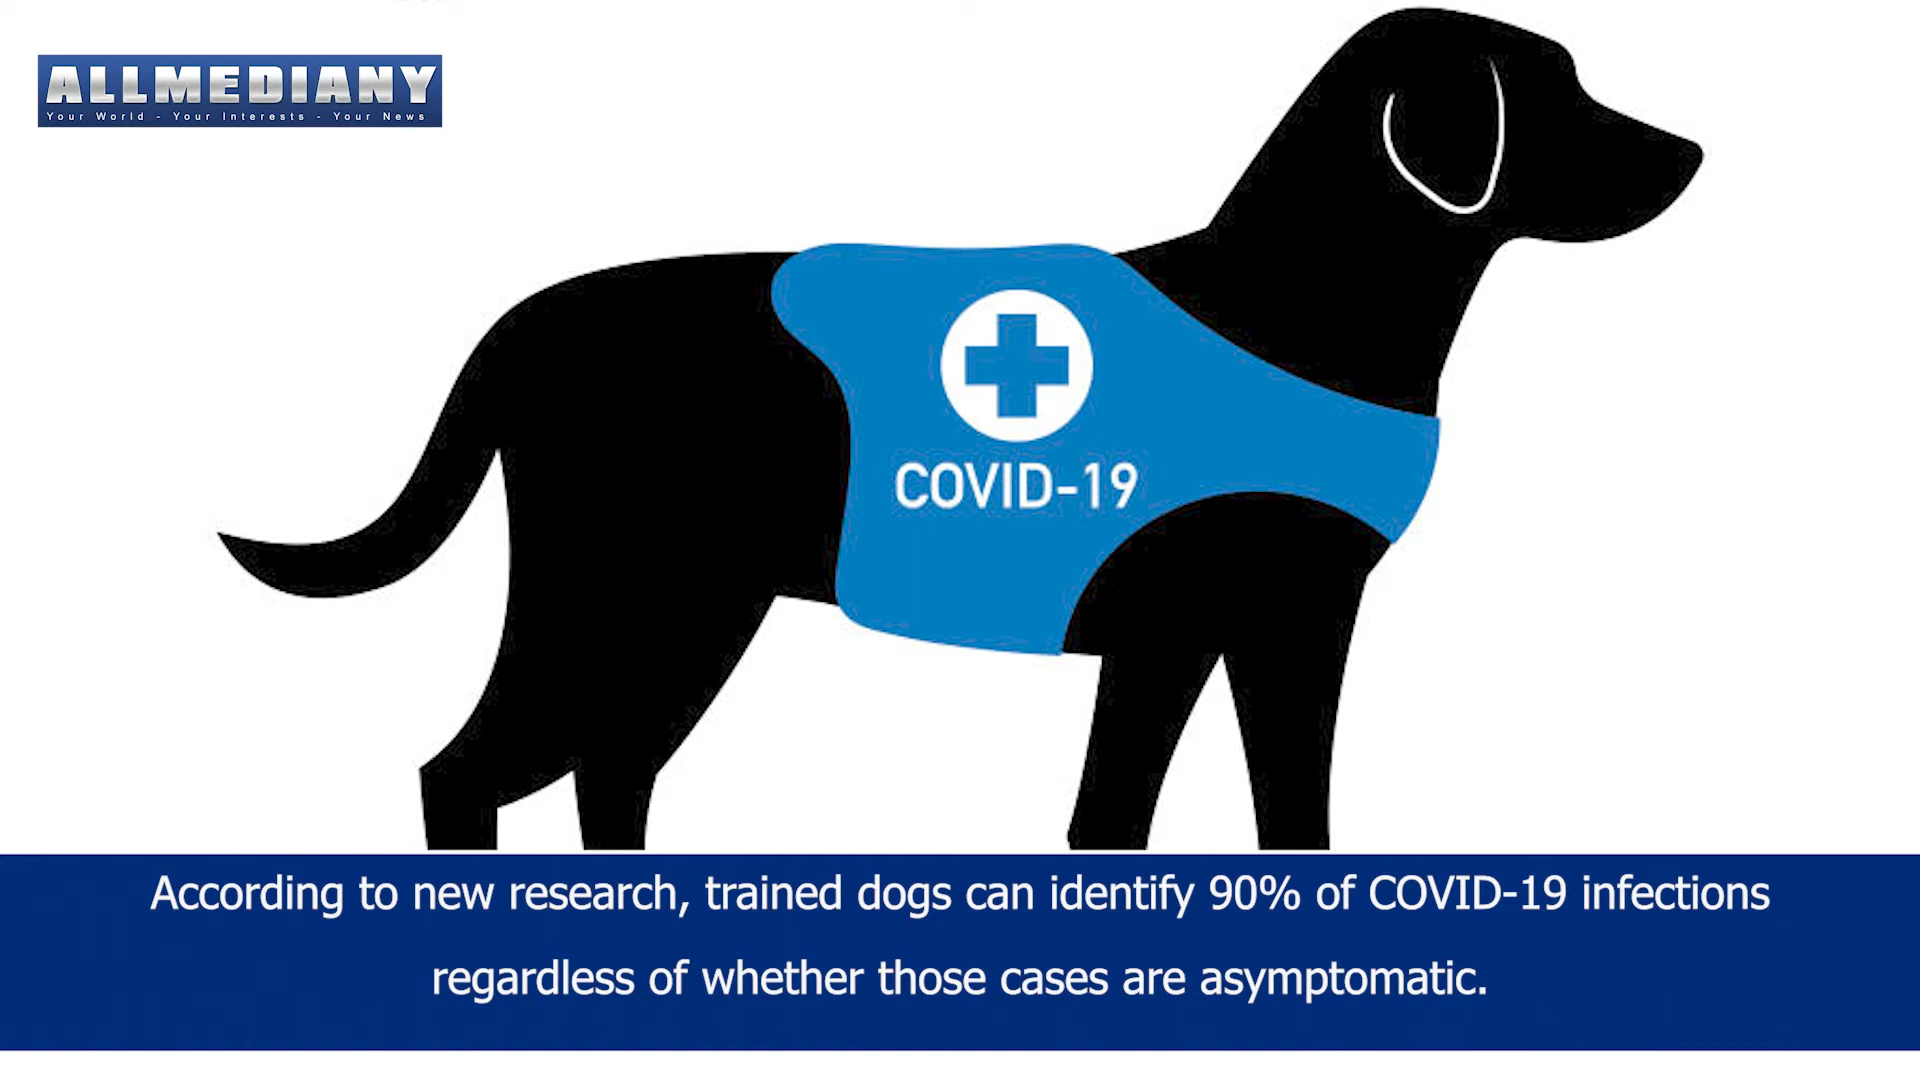 ALLMEDIANY
Your World - Your Interests - Your News
COVID-19
According to new research, trained dogs can identify 90% of COVID-19 infections
regardless of whether those cases are asymptomatic.